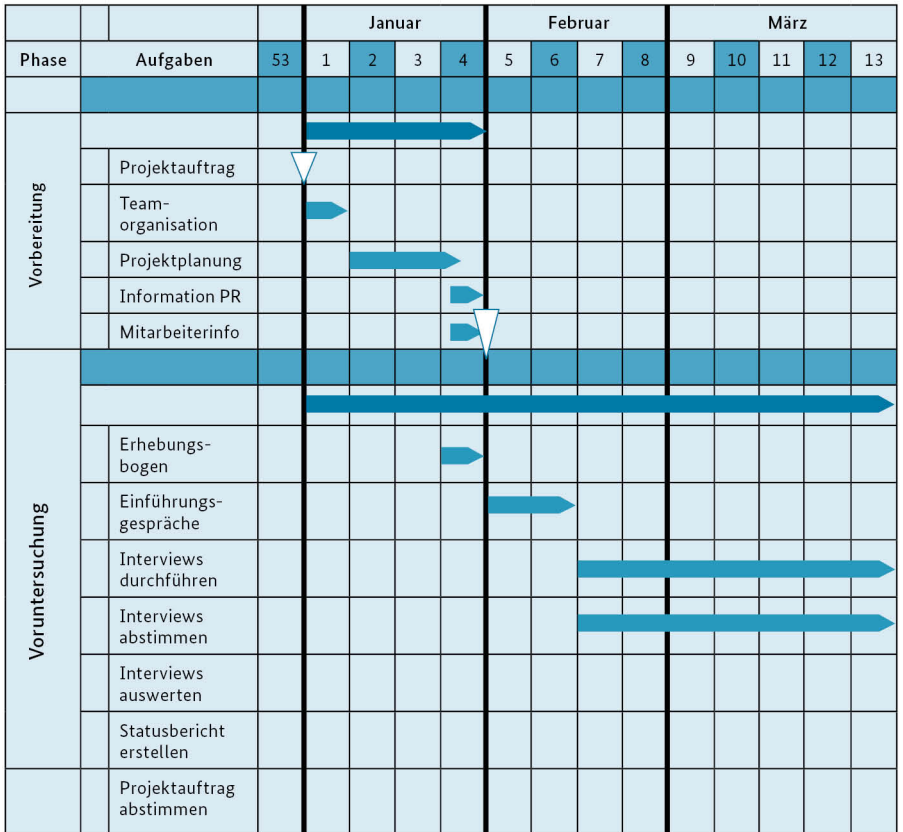 Januar Februar März
Phase Aufgaben 53 1 2 3 4 5 6 7 8 9 10 11 12 13
Vorbereitung
Projektauftrag
Team-
organisation
Projektplanung
Information PR
Mitarbeiterinfo
Voruntersuchung
Erhebungs-
bogen
Einführungs-
gespräche
Interviews
durchführen
Interviews
abstimmen
Interviews
auswerten
Statusbericht
erstellen
Projektauftrag
abstimmen